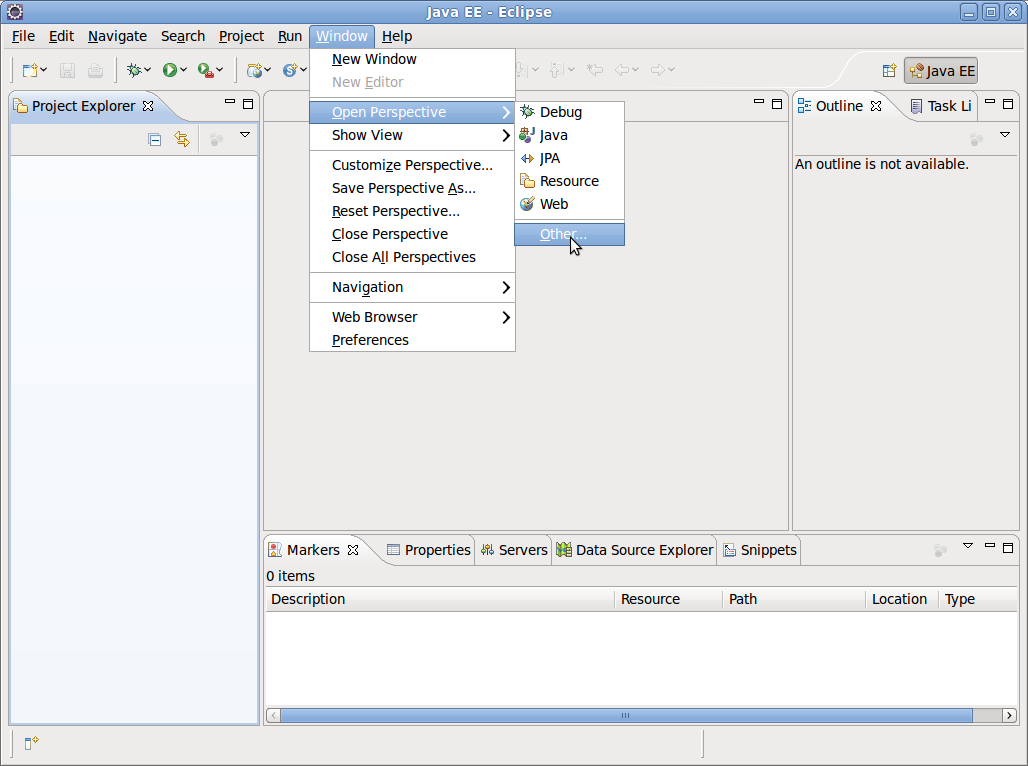 Java EE - Eclipse
File Edit Navigate Search Project Run Window Help
New Window
New Editor
Open Perspective
Show View
Customize Perspective...
Save Perspective As...
Reset Perspective...
Close Perspective
Close All Perspectives
Navigation
Web Browser
Preferences
Debug
Java
JPA
Resource
Web
Other...
Java EE
Project Explorer
Outline Task Li
An outline is not available.
Markers Properties Servers Data Source Explorer Snippets
0 items
Description Resource Path Location Type